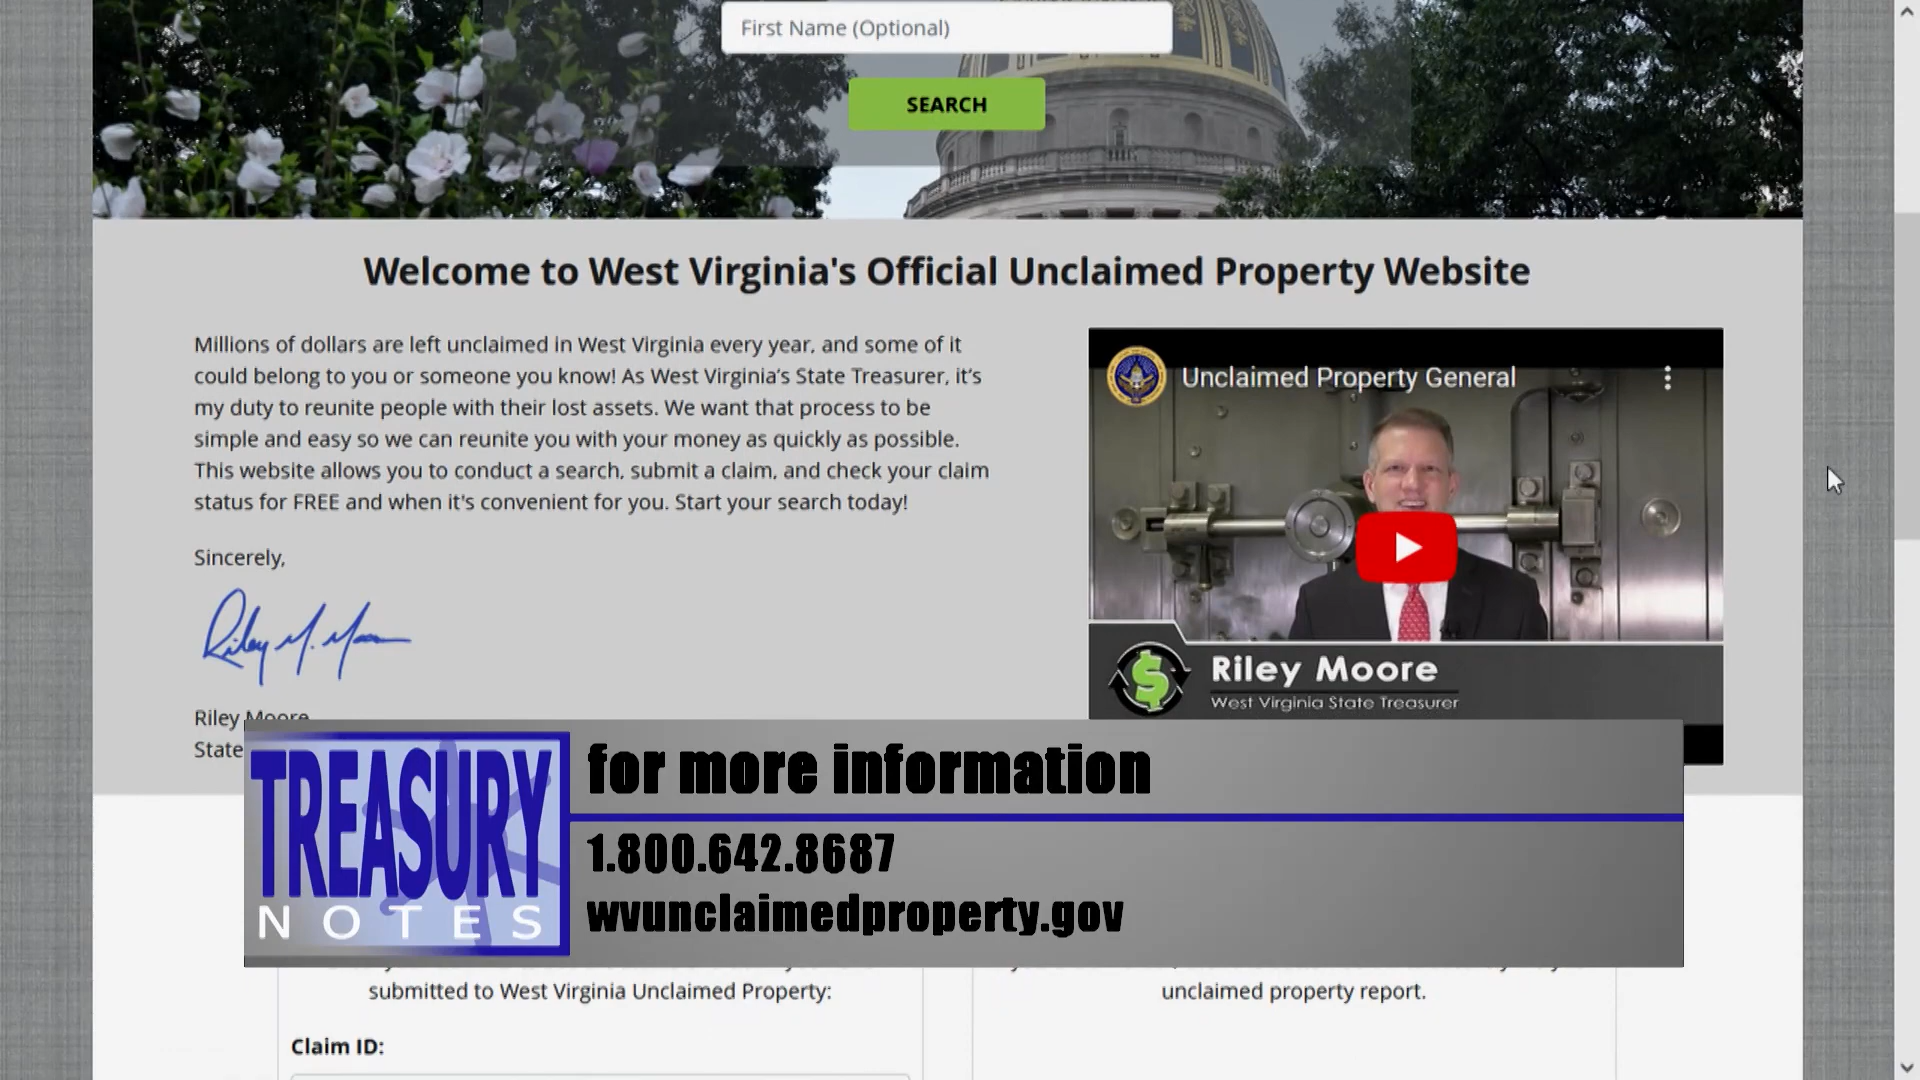 First Name (Optional)
SEARCH
Welcome to West Virginia's Official Unclaimed Property Website
Millions of dollars are left unclaimed in West Virginia every year, and some of it
could belong to you or someone you know! As West Virginia’s State Treasurer, it’s
my duty to reunite people with their lost assets. We want that process to be
simple and easy so we can reunite you with your money as quickly as possible.
This website allows you to conduct a search, submit a claim, and check your claim
status for FREE and when it's convenient for you. Start your search today!
Sincerely,
Riley M. Moore
Riley Moore
State
Unclaimed Property General
Riley Moore
West Virginia State Treasurer
TREASURY
NOTES
for more information
1.800.642.8687
wvunclaimedproperty.gov
submitted to West Virginia Unclaimed Property:
Claim ID:
unclaimed property report.